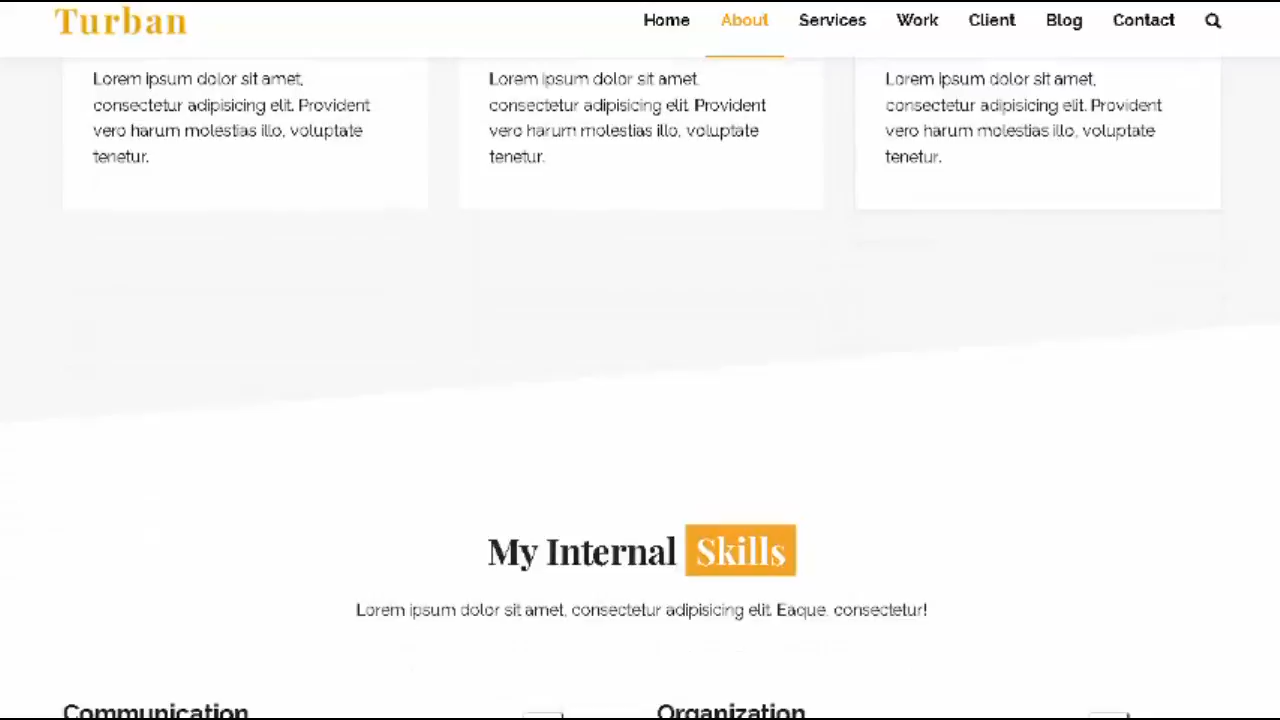 Turban
Home About Services Work Client Blog Contact
Lorem ipsum dolor sit amet,
consectetur adipisicing elit. Provident
vero harum molestias illo, voluptate
tenetur.
Lorem ipsum dolor sit amet,
consectetur adipisicing elit. Provident
vero harum molestias illo, voluptate
tenetur.
Lorem ipsum dolor sit amet,
consectetur adipisicing elit. Provident
vero harum molestias illo, voluptate
tenetur.
My Internal Skills
Lorem ipsum dolor sit amet, consectetur adipisicing elit. Eaque, consectetur!
Communication
Organization